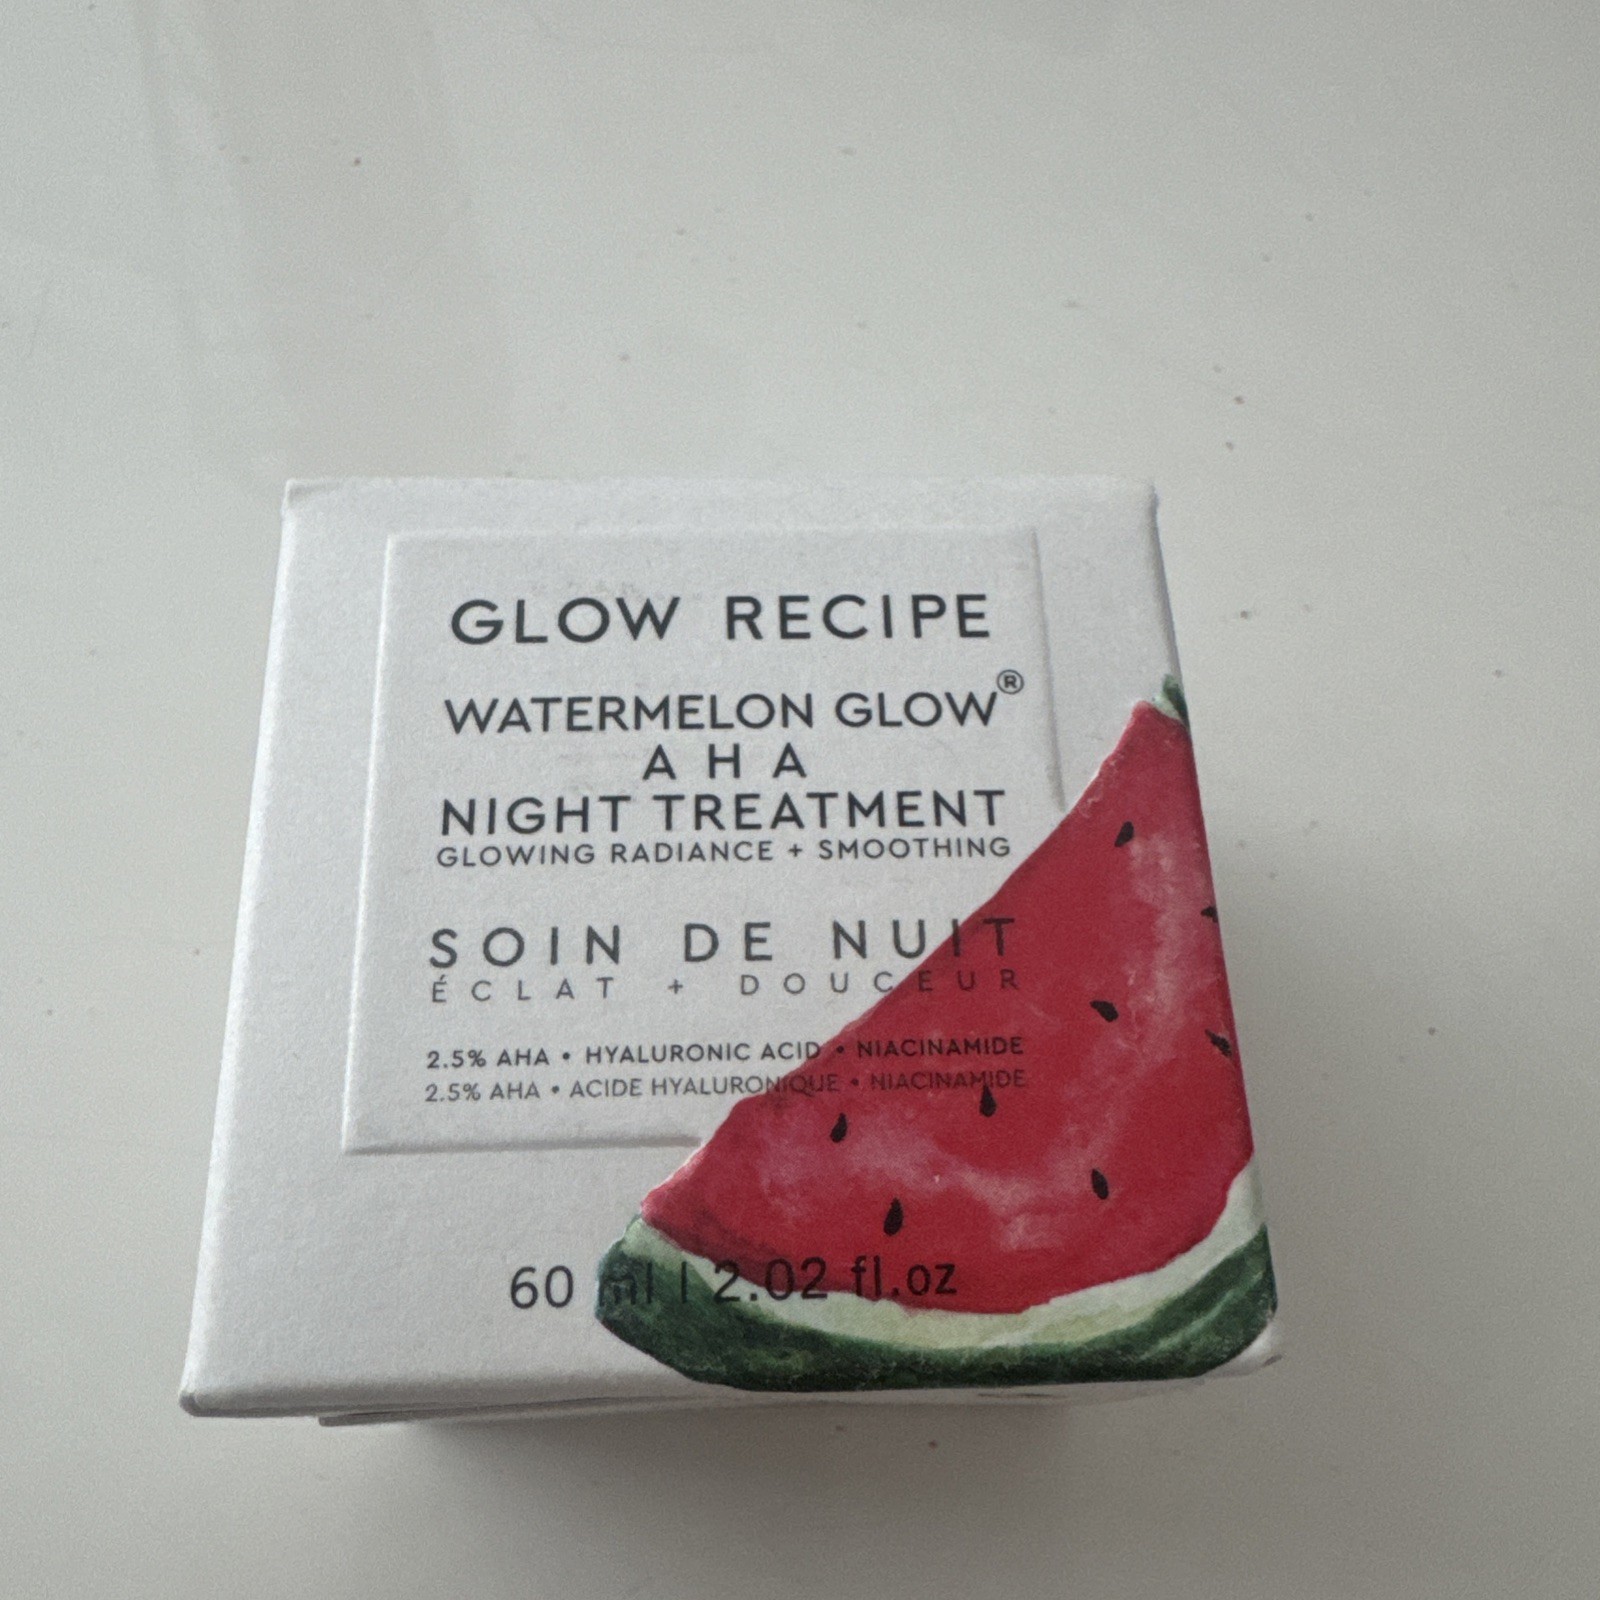 GLOW RECIPE
WATERMELON GLOW®
AHA
NIGHT TREATMENT
GLOWING RADIANCE + SMOOTHING
SOIN DE NUIT
ÉCLAT + DOUCEUR
2.5% AHA • HYALURONIC ACID • NIACINAMIDE
2.5% AHA • ACIDE HYALURONIQUE • NIACINAMIDE
60 ml | 2.02 fl.oz